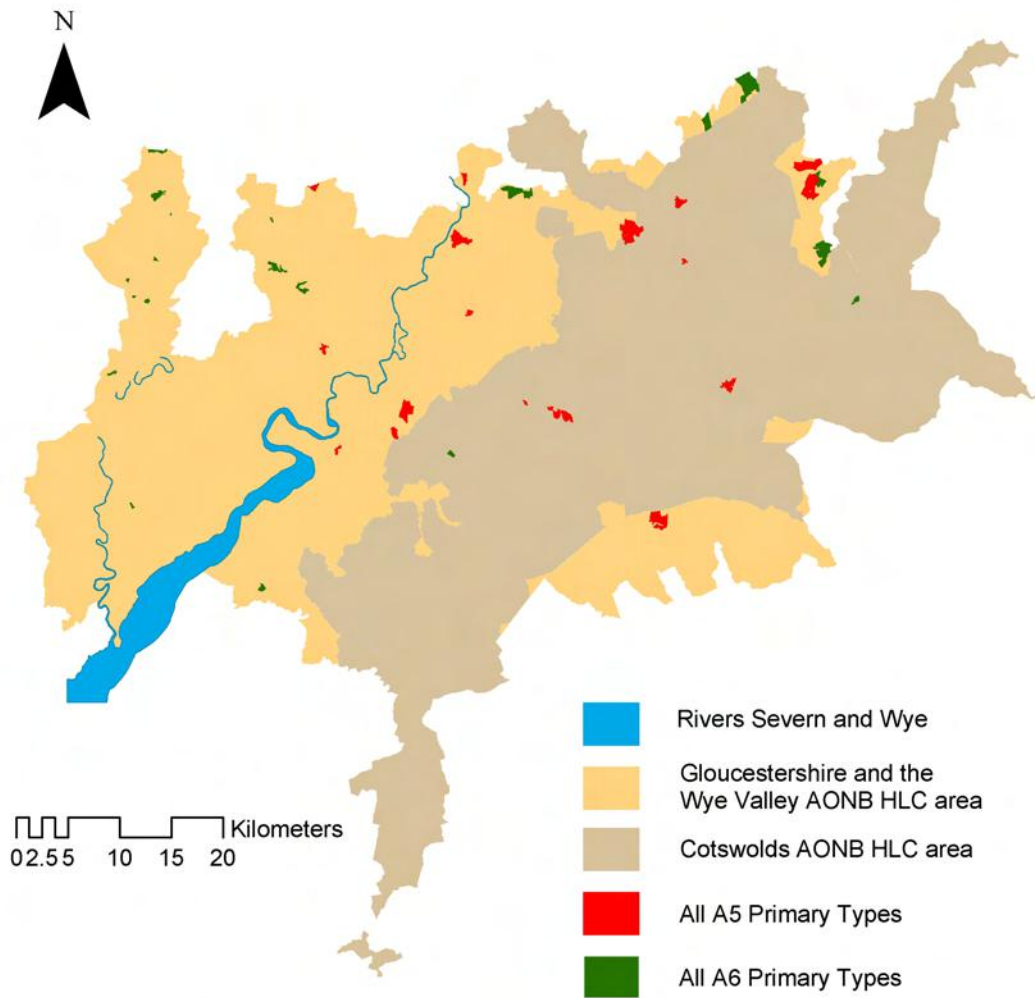 N
Rivers Severn and Wye
Gloucestershire and the
Wye Valley AONB HLC area
Cotswolds AONB HLC area
All A5 Primary Types
All A6 Primary Types
Kilometers
0 2.5 5 10 15 20